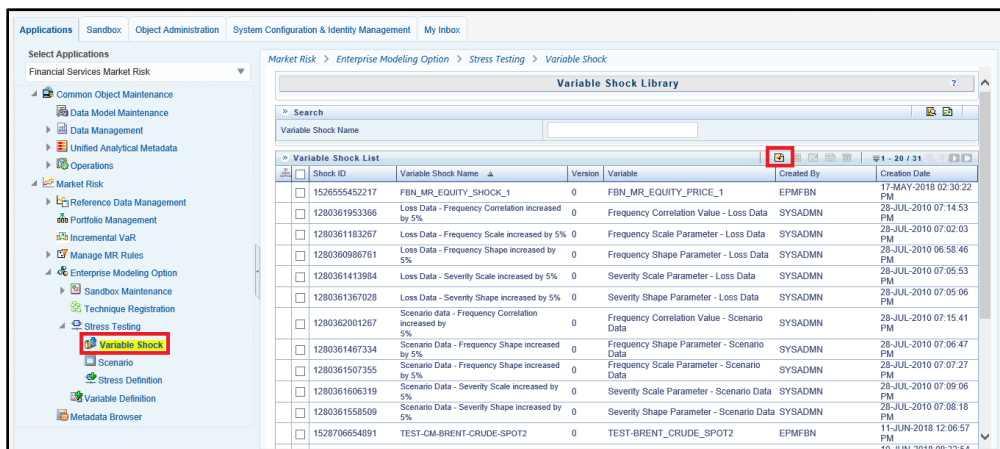 Applications Sandbox Object Administration System Configuration & Identity Management My Inbox
Select Applications
Financial Services Market Risk
Common Object Maintenance
Data Model Maintenance
Data Management
Unified Analytical Metadata
Operations
Market Risk
Reference Data Management
Portfolio Management
Incremental VaR
Manage MR Rules
Enterprise Modeling Option
Sandbox Maintenance
Technique Registration
Stress Testing
Variable Shock
Scenario
Stress Definition
Variable Definition
Metadata Browser
Market Risk > Enterprise Modeling Option > Stress Testing > Variable Shock
Variable Shock Library ?
» Search
Variable Shock Name
» Variable Shock List 1 - 20 / 31
Shock ID Variable Shock Name Version Variable Created By Creation Date
1526555452217 FBN_MR_EQUITY_SHOCK_1 0 FBN_MR_EQUITY_PRICE_1 EPMFBN 17-MAY-2018 02:30:22 PM
1280361953366 Loss Data - Frequency Correlation increased by 5% 0 Frequency Correlation Value - Loss Data SYSADMN 28-JUL-2010 07:14:53 PM
1280361183267 Loss Data - Frequency Scale increased by 5% 0 Frequency Scale Parameter - Loss Data SYSADMN 28-JUL-2010 07:02:03 PM
1280360986761 Loss Data - Frequency Shape increased by 5% 0 Frequency Shape Parameter - Loss Data SYSADMN 28-JUL-2010 06:58:46 PM
1280361413984 Loss Data - Severity Scale increased by 5% 0 Severity Scale Parameter - Loss Data SYSADMN 28-JUL-2010 07:05:53 PM
1280361367028 Loss Data - Severity Shape increased by 5% 0 Severity Shape Parameter - Loss Data SYSADMN 28-JUL-2010 07:05:06 PM
1280362001267 Scenario data - Frequency Correlation increased by 5% 0 Frequency Correlation Value - Scenario Data SYSADMN 28-JUL-2010 07:15:41 PM
1280361467334 Scenario Data - Frequency Shape increased by 5% 0 Frequency Shape Parameter - Scenario Data SYSADMN 28-JUL-2010 07:06:47 PM
1280361507355 Scenario Data - Frequency Shape increased by 5% 0 Frequency Scale Parameter - Scenario Data SYSADMN 28-JUL-2010 07:07:27 PM
1280361606319 Scenario Data - Severity Scale increased by 5% 0 Severity Scale Parameter - Scenario Data SYSADMN 28-JUL-2010 07:09:06 PM
1280361558509 Scenario Data - Severity Shape increased by 5% 0 Severity Shape Parameter - Scenario Data SYSADMN 28-JUL-2010 07:08:18 PM
1528706654891 TEST-CM-BRENT-CRUDE-SPOT2 0 TEST-BRENT_CRUDE_SPOT2 EPMFBN 11-JUN-2018 12:06:57 PM